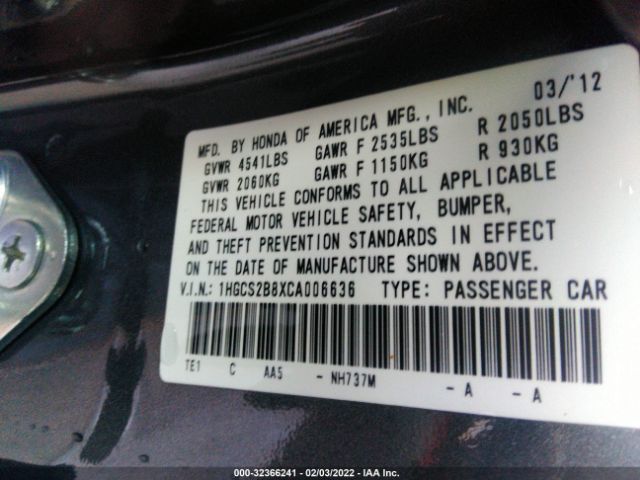 MFD. BY HONDA OF AMERICA MFG., INC. 03/'12
GVWR 4541LBS GAWR F 2535LBS R 2050LBS
GVWR 2060KG GAWR F 1150KG R 930KG
THIS VEHICLE CONFORMS TO ALL APPLICABLE
FEDERAL MOTOR VEHICLE SAFETY, BUMPER,
AND THEFT PREVENTION STANDARDS IN EFFECT
ON THE DATE OF MANUFACTURE SHOWN ABOVE.
V.I.N.: 1HGCS2B8XCA006636 TYPE: PASSENGER CAR
TE1 C AA5 - NH737M - A - A
000-32366241 - 02/03/2022 - IAA Inc.